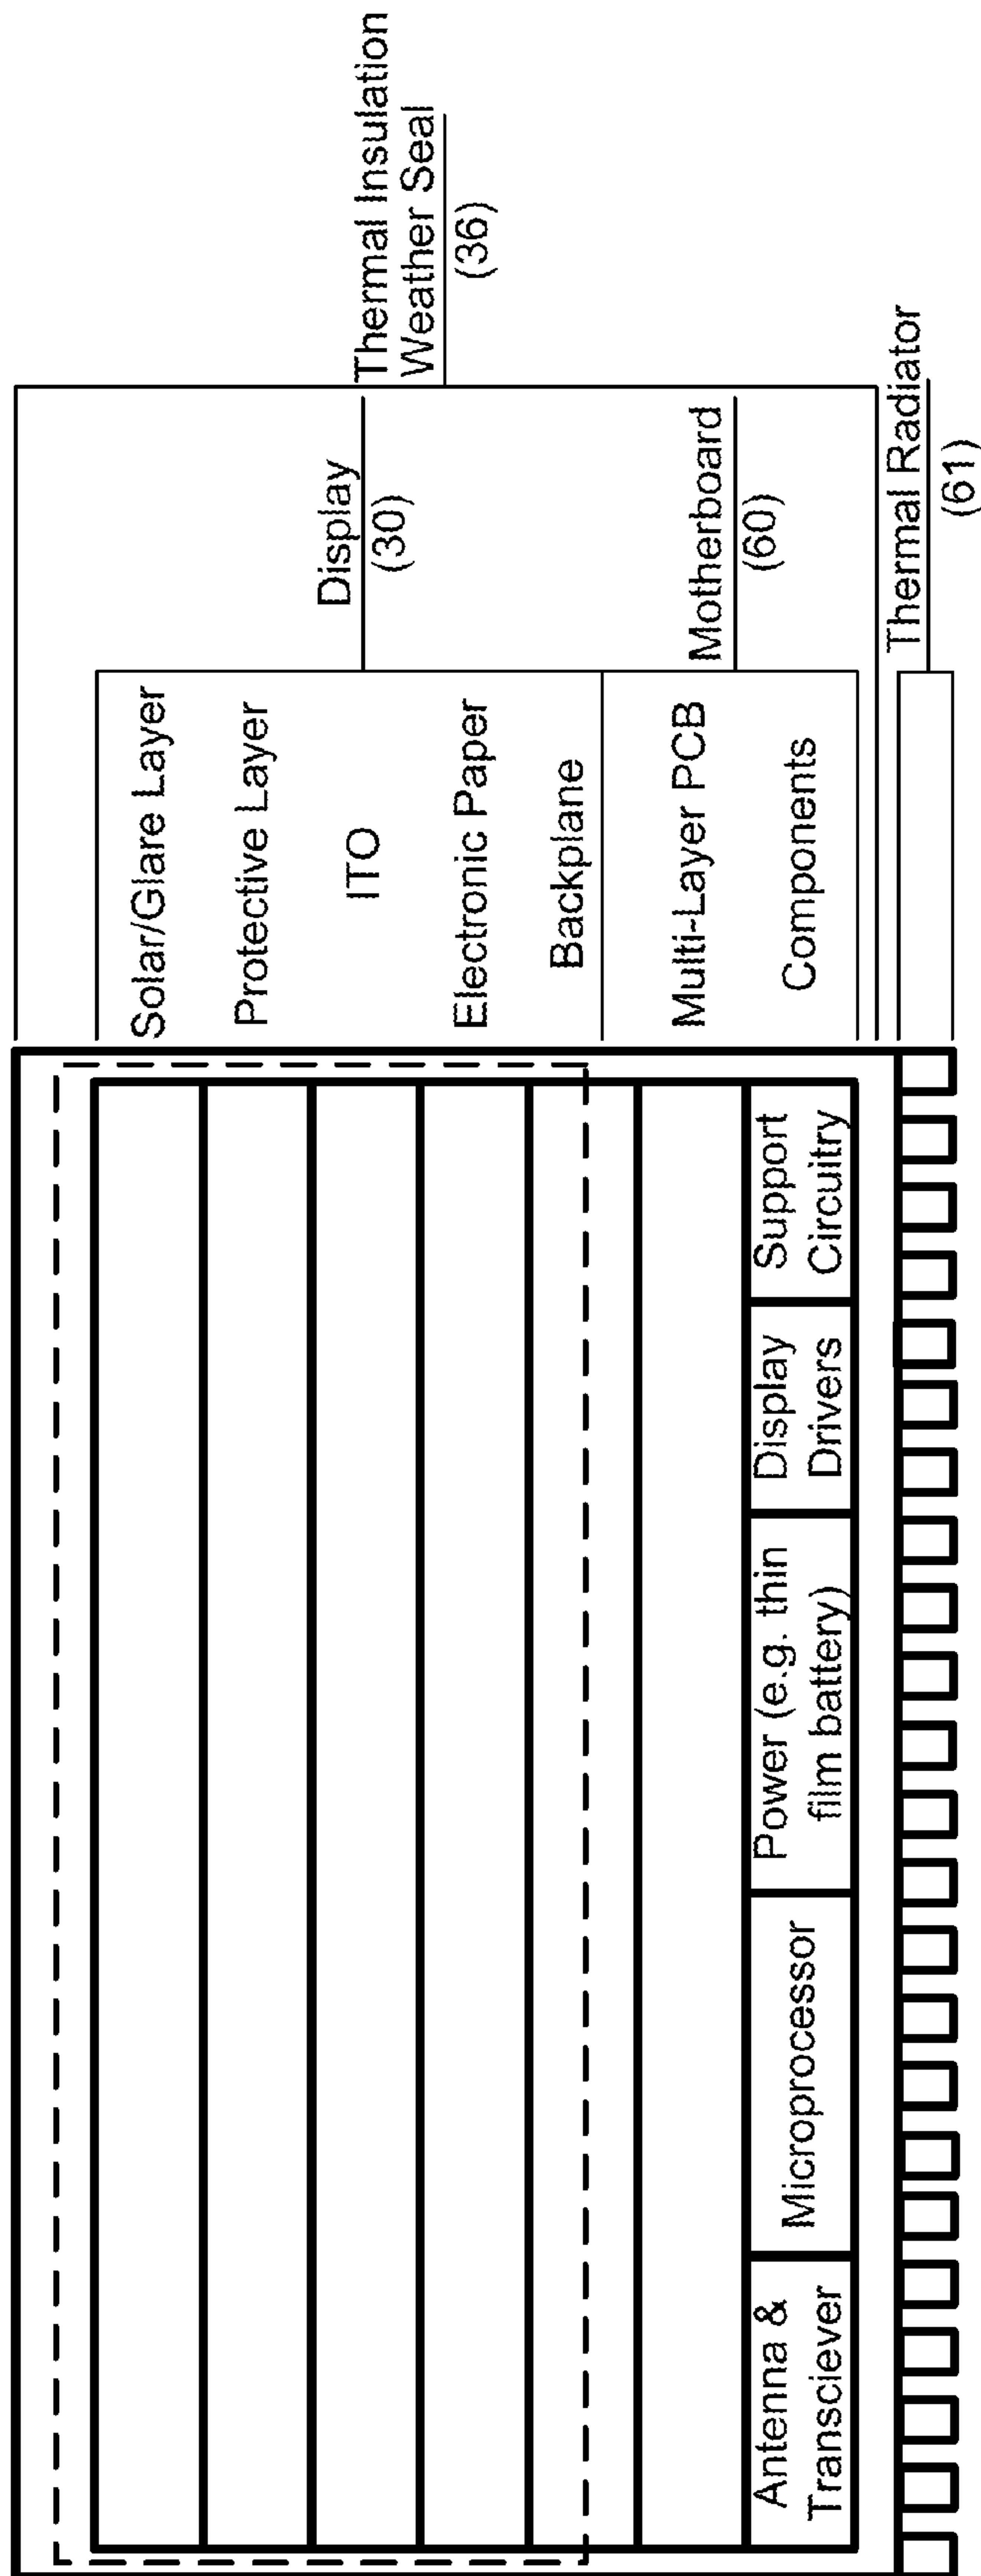 Thermal Insulation
Weather Seal
(36)
Display
(30)
Motherboard
(60)
Thermal Radiator
(61)
Solar/Glare Layer
Protective Layer
ITO
Electronic Paper
Backplane
Multi-Layer PCB
Components
Antenna &
Transciever
Microprocessor
Power (e.g. thin
film battery)
Display
Drivers
Support
Circuitry